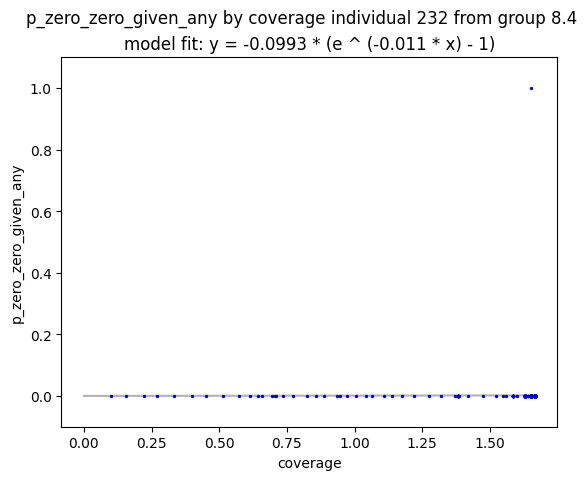 p_zero_zero_given_any by coverage individual 232 from group 8.4
model fit: y = -0.0993 * (e ^ (-0.011 * x) - 1)
1.0
0.8
0.6
0.4
0.2
0.0
p_zero_zero_given_any
0.00 0.25 0.50 0.75 1.00 1.25 1.50
coverage